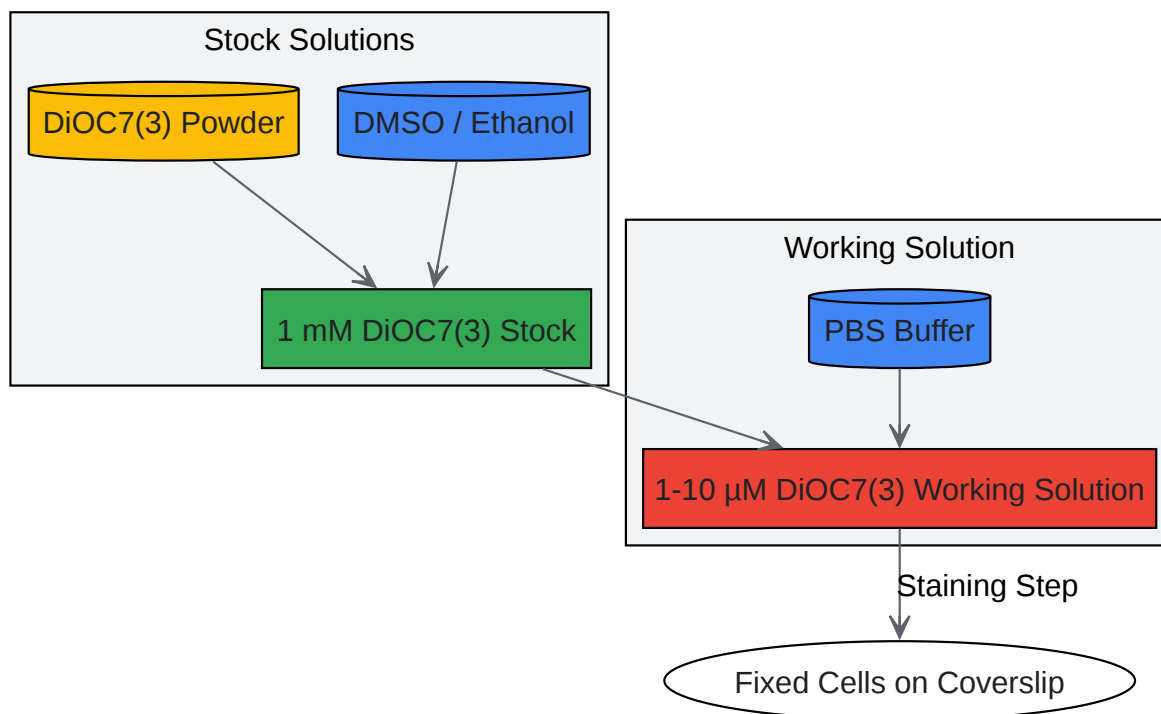 Stock Solutions
DiOC7(3) Powder
DMSO / Ethanol
1 mM DiOC7(3) Stock
Working Solution
PBS Buffer
1-10 µM DiOC7(3) Working Solution
Staining Step
Fixed Cells on Coverslip